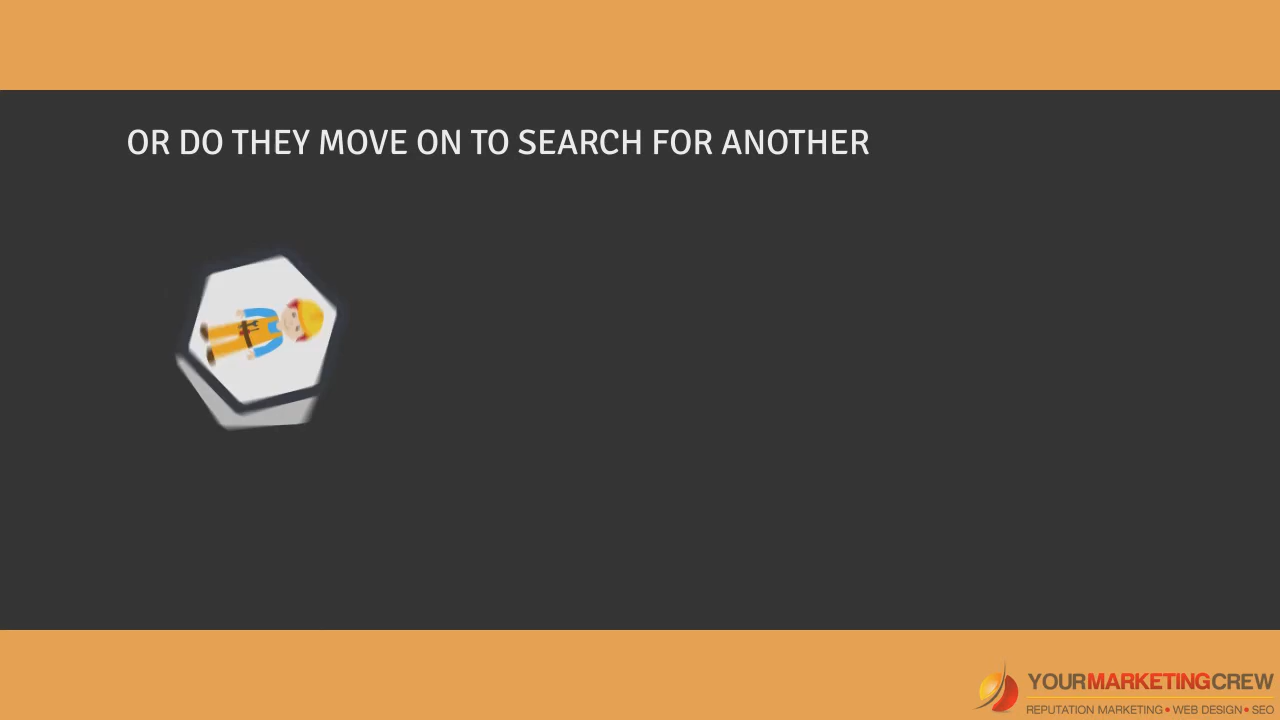 OR DO THEY MOVE ON TO SEARCH FOR ANOTHER
YOURMARKETINGCREW
REPUTATION MARKETING • WEB DESIGN • SEO